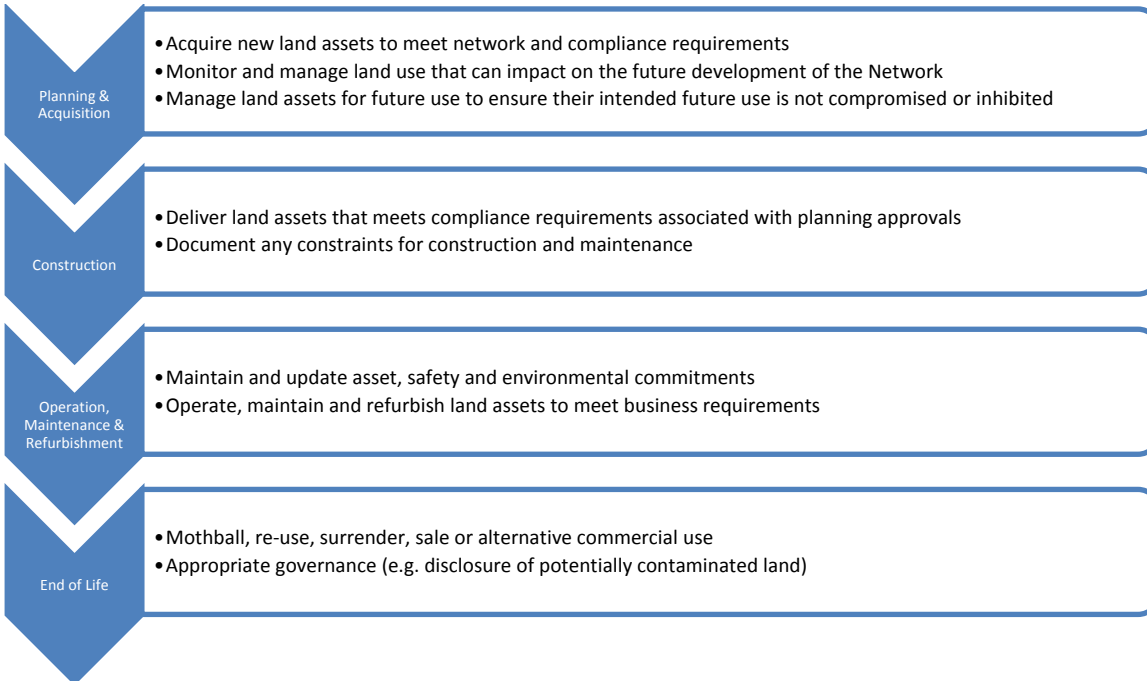 Planning &
Acquisition
•Acquire new land assets to meet network and compliance requirements
•Monitor and manage land use that can impact on the future development of the Network
•Manage land assets for future use to ensure their intended future use is not compromised or inhibited
Construction
•Deliver land assets that meets compliance requirements associated with planning approvals
•Document any constraints for construction and maintenance
Operation,
Maintenance &
Refurbishment
•Maintain and update asset, safety and environmental commitments
•Operate, maintain and refurbish land assets to meet business requirements
End of Life
•Mothball, re-use, surrender, sale or alternative commercial use
•Appropriate governance (e.g. disclosure of potentially contaminated land)